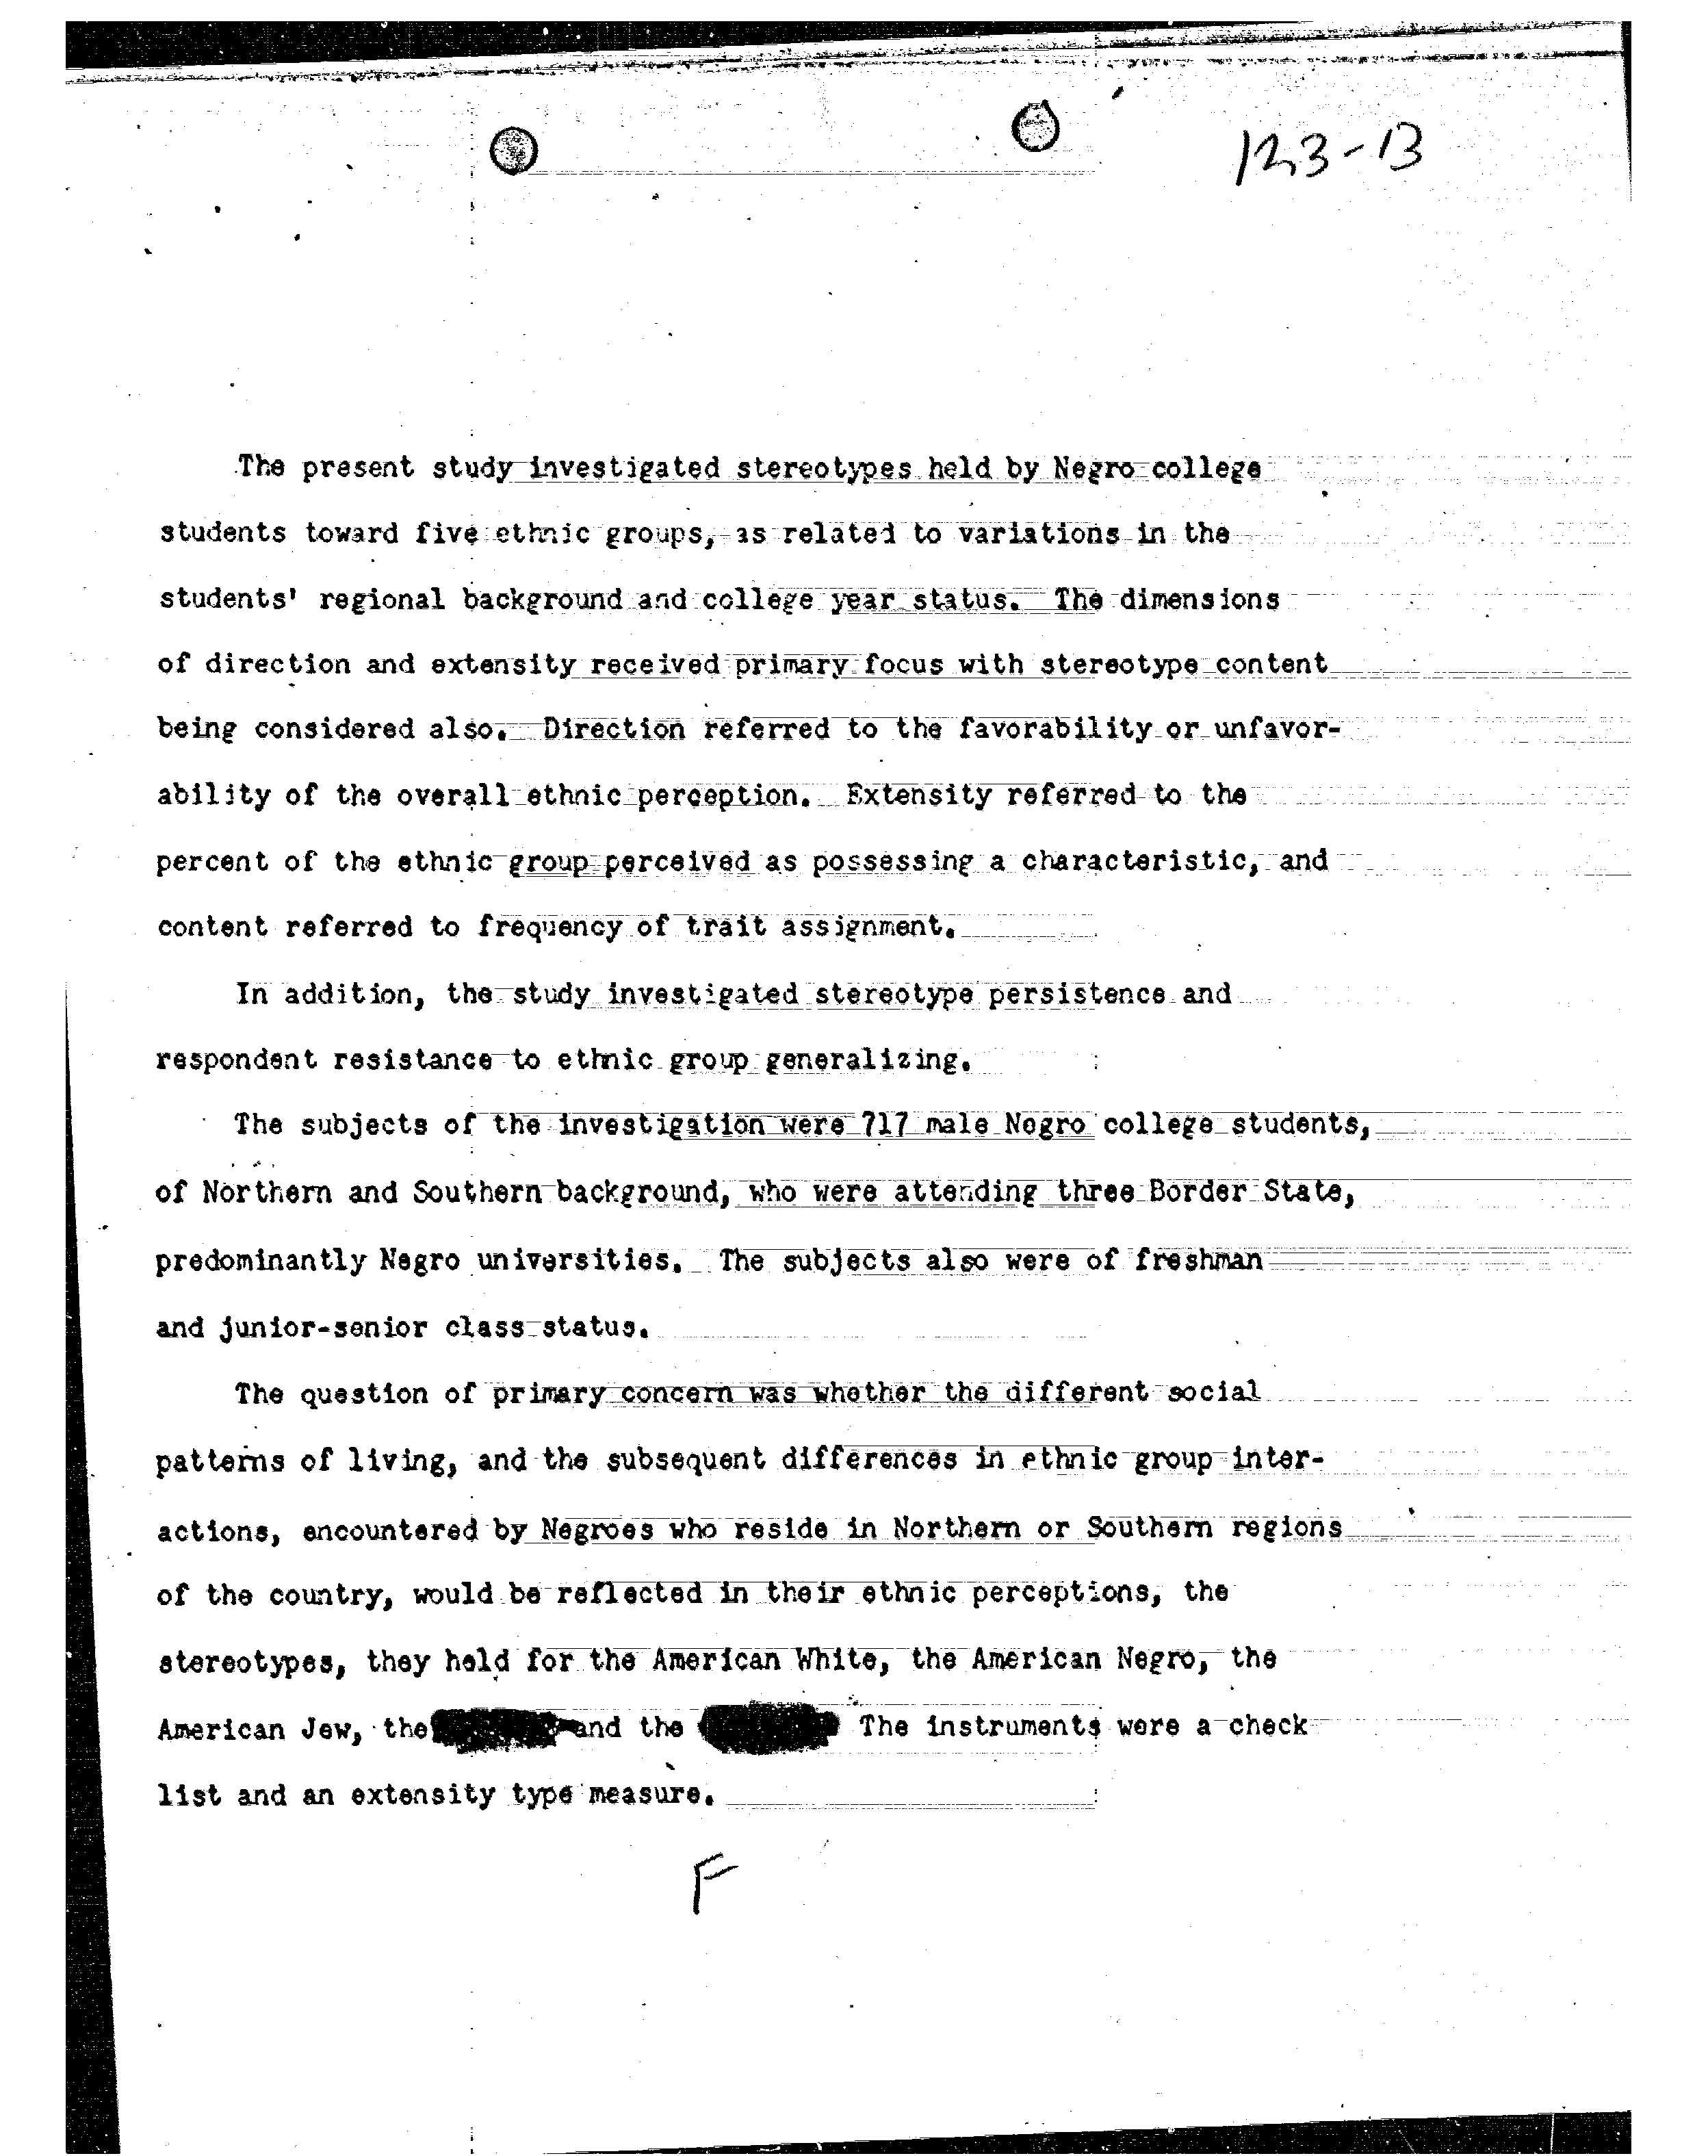 123-13
The present study investigated stereotypes held by Negro college
students toward five ethnic groups, as related to variations in the
students' regional background and college year status. The dimensions
of direction and extensity received primary focus with stereotype content
being considered also. Direction referred to the favorability or unfavor-
ability of the overall ethnic perception. Extensity referred to the
percent of the ethnic group perceived as possessing a characteristic, and
content referred to frequency of trait assignment.
In addition, the study investigated stereotype persistence and
respondent resistance to ethnic group generalizing.
The subjects of the investigation were 717 male Negro college students,
of Northern and Southern background, who were attending three Border State,
predominantly Negro universities. The subjects also were of freshman
and junior-senior class status.
The question of primary concern was whether the different social
patterns of living, and the subsequent differences in ethnic group inter-
actions, encountered by Negroes who reside in Northern or Southern regions
of the country, would be reflected in their ethnic perceptions, the
stereotypes, they held for the American White, the American Negro, the
American Jew, the and the The instruments were a check
list and an extensity type measure.
F